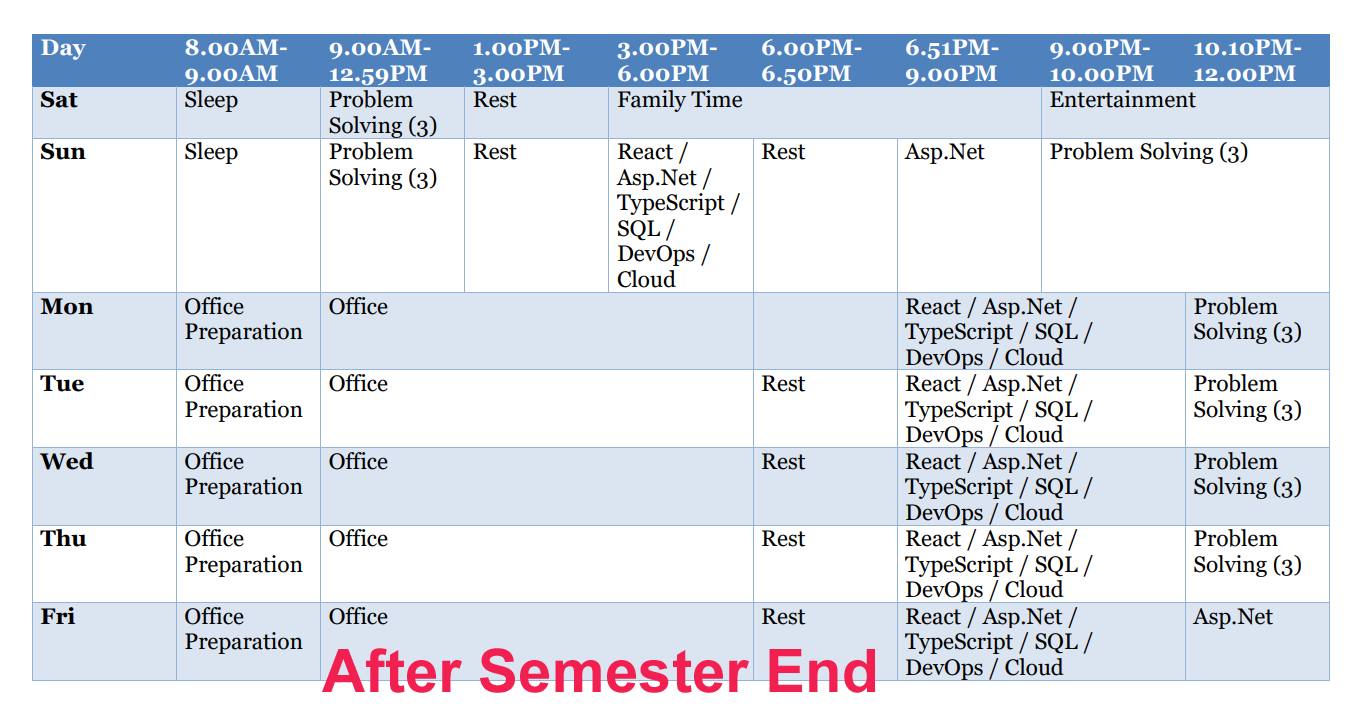 Day 8.00AM- 9.00AM- 1.00PM- 3.00PM- 6.00PM- 6.51PM- 9.00PM- 10.10PM-
9.00AM 12.59PM 3.00PM 6.00PM 6.50PM 9.00PM 10.00PM 12.00PM
Sat Sleep Problem Rest Family Time Entertainment
Solving (3)
Sun Sleep Problem Rest React / Rest Asp.Net Problem Solving (3)
Solving (3) Asp.Net /
TypeScript /
SQL /
DevOps /
Cloud
Mon Office Office React / Asp.Net / Problem
Preparation TypeScript / SQL / Solving (3)
DevOps / Cloud
Tue Office Office Rest React / Asp.Net / Problem
Preparation TypeScript / SQL / Solving (3)
DevOps / Cloud
Wed Office Office Rest React / Asp.Net / Problem
Preparation TypeScript / SQL / Solving (3)
DevOps / Cloud
Thu Office Office Rest React / Asp.Net / Problem
Preparation TypeScript / SQL / Solving (3)
DevOps / Cloud
Fri Office Office Rest React / Asp.Net / Asp.Net
Preparation TypeScript / SQL /
DevOps / Cloud
After Semester End